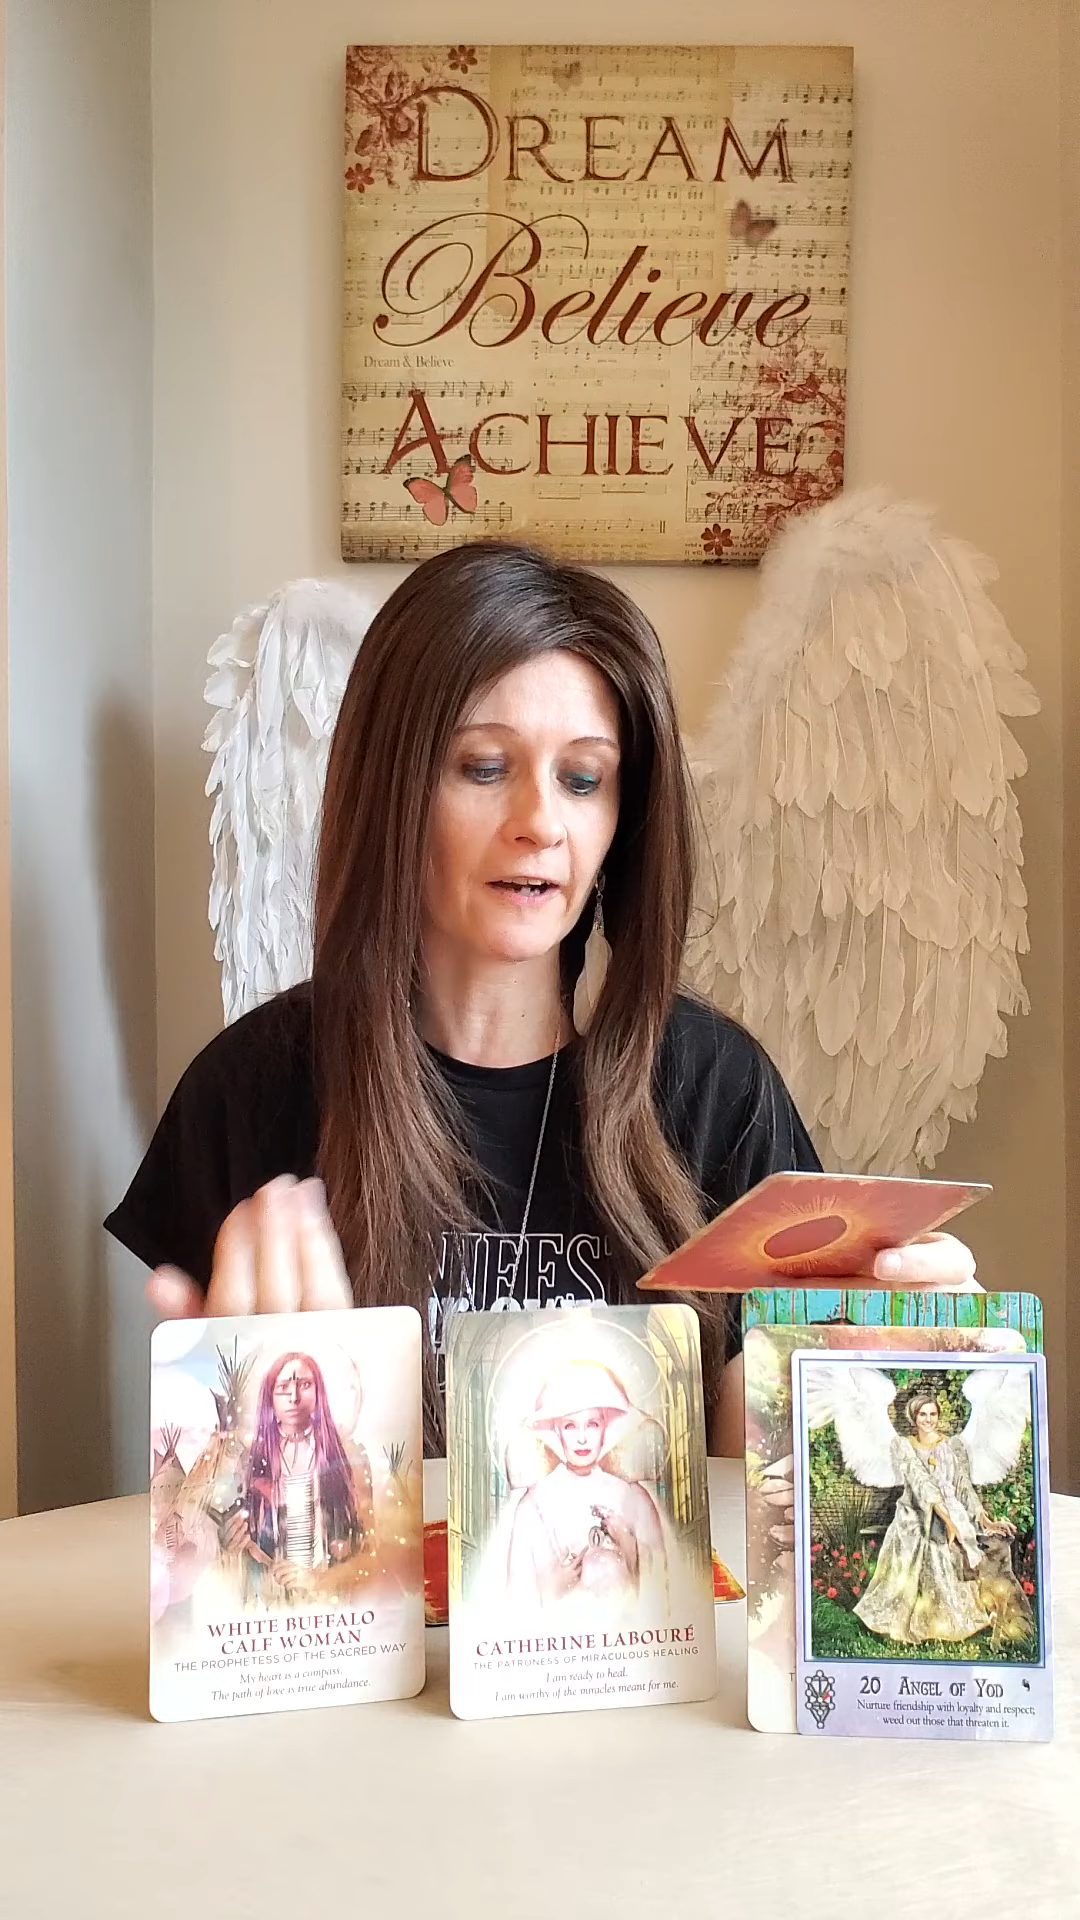 DREAM
Believe
Dream & Believe
ACHIEVE
WHITE BUFFALO
CALF WOMAN
THE PROPHETESS OF THE SACRED WAY
My heart is a compass.
The path of love is true abundance.
CATHERINE LABOURÉ
THE PATRONESS OF MIRACULOUS HEALING
I am ready to heal.
I am worthy of the miracles meant for me.
20 ANGEL OF YOD
Nurture friendship with loyalty and respect;
weed out those that threaten it.